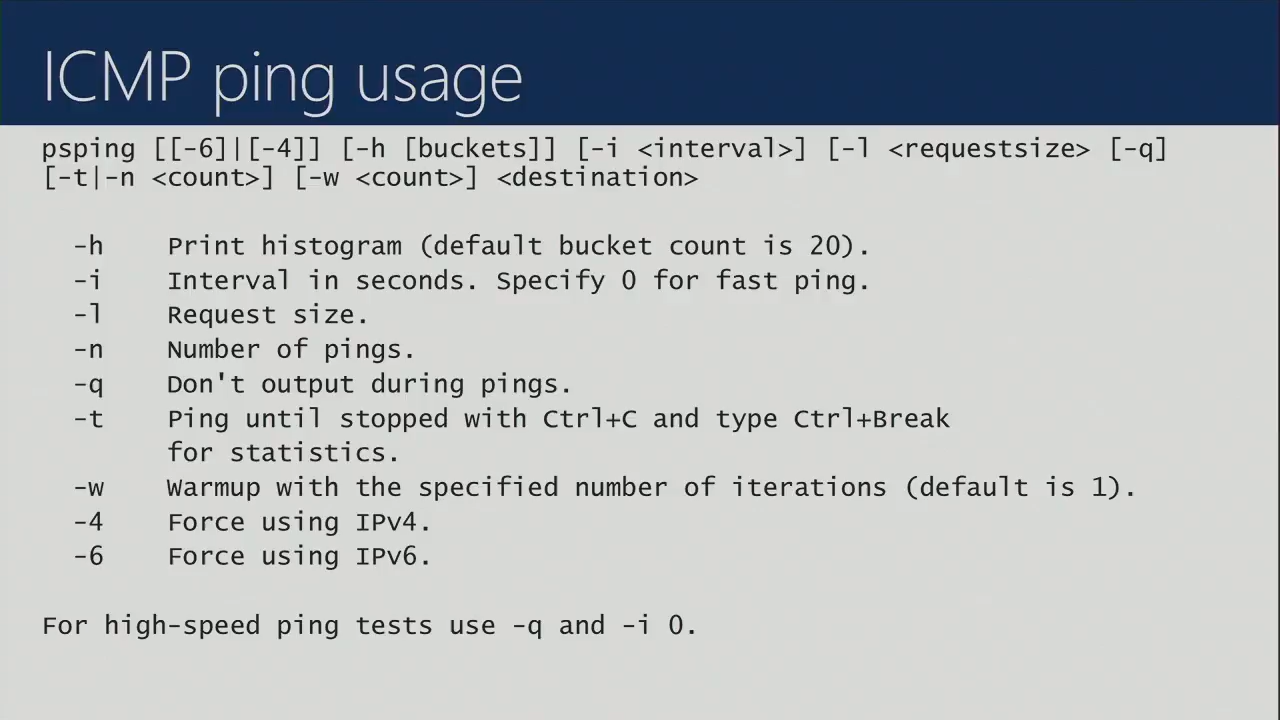 ICMP ping usage
psping [[-6]|[-4]] [-h [buckets]] [-i <interval>] [-l <requestsize> [-q]
[-t|-n <count>] [-w <count>] <destination>
-h Print histogram (default bucket count is 20).
-i Interval in seconds. Specify 0 for fast ping.
-l Request size.
-n Number of pings.
-q Don't output during pings.
-t Ping until stopped with Ctrl+C and type Ctrl+Break
for statistics.
-w Warmup with the specified number of iterations (default is 1).
-4 Force using IPv4.
-6 Force using IPv6.
For high-speed ping tests use -q and -i 0.